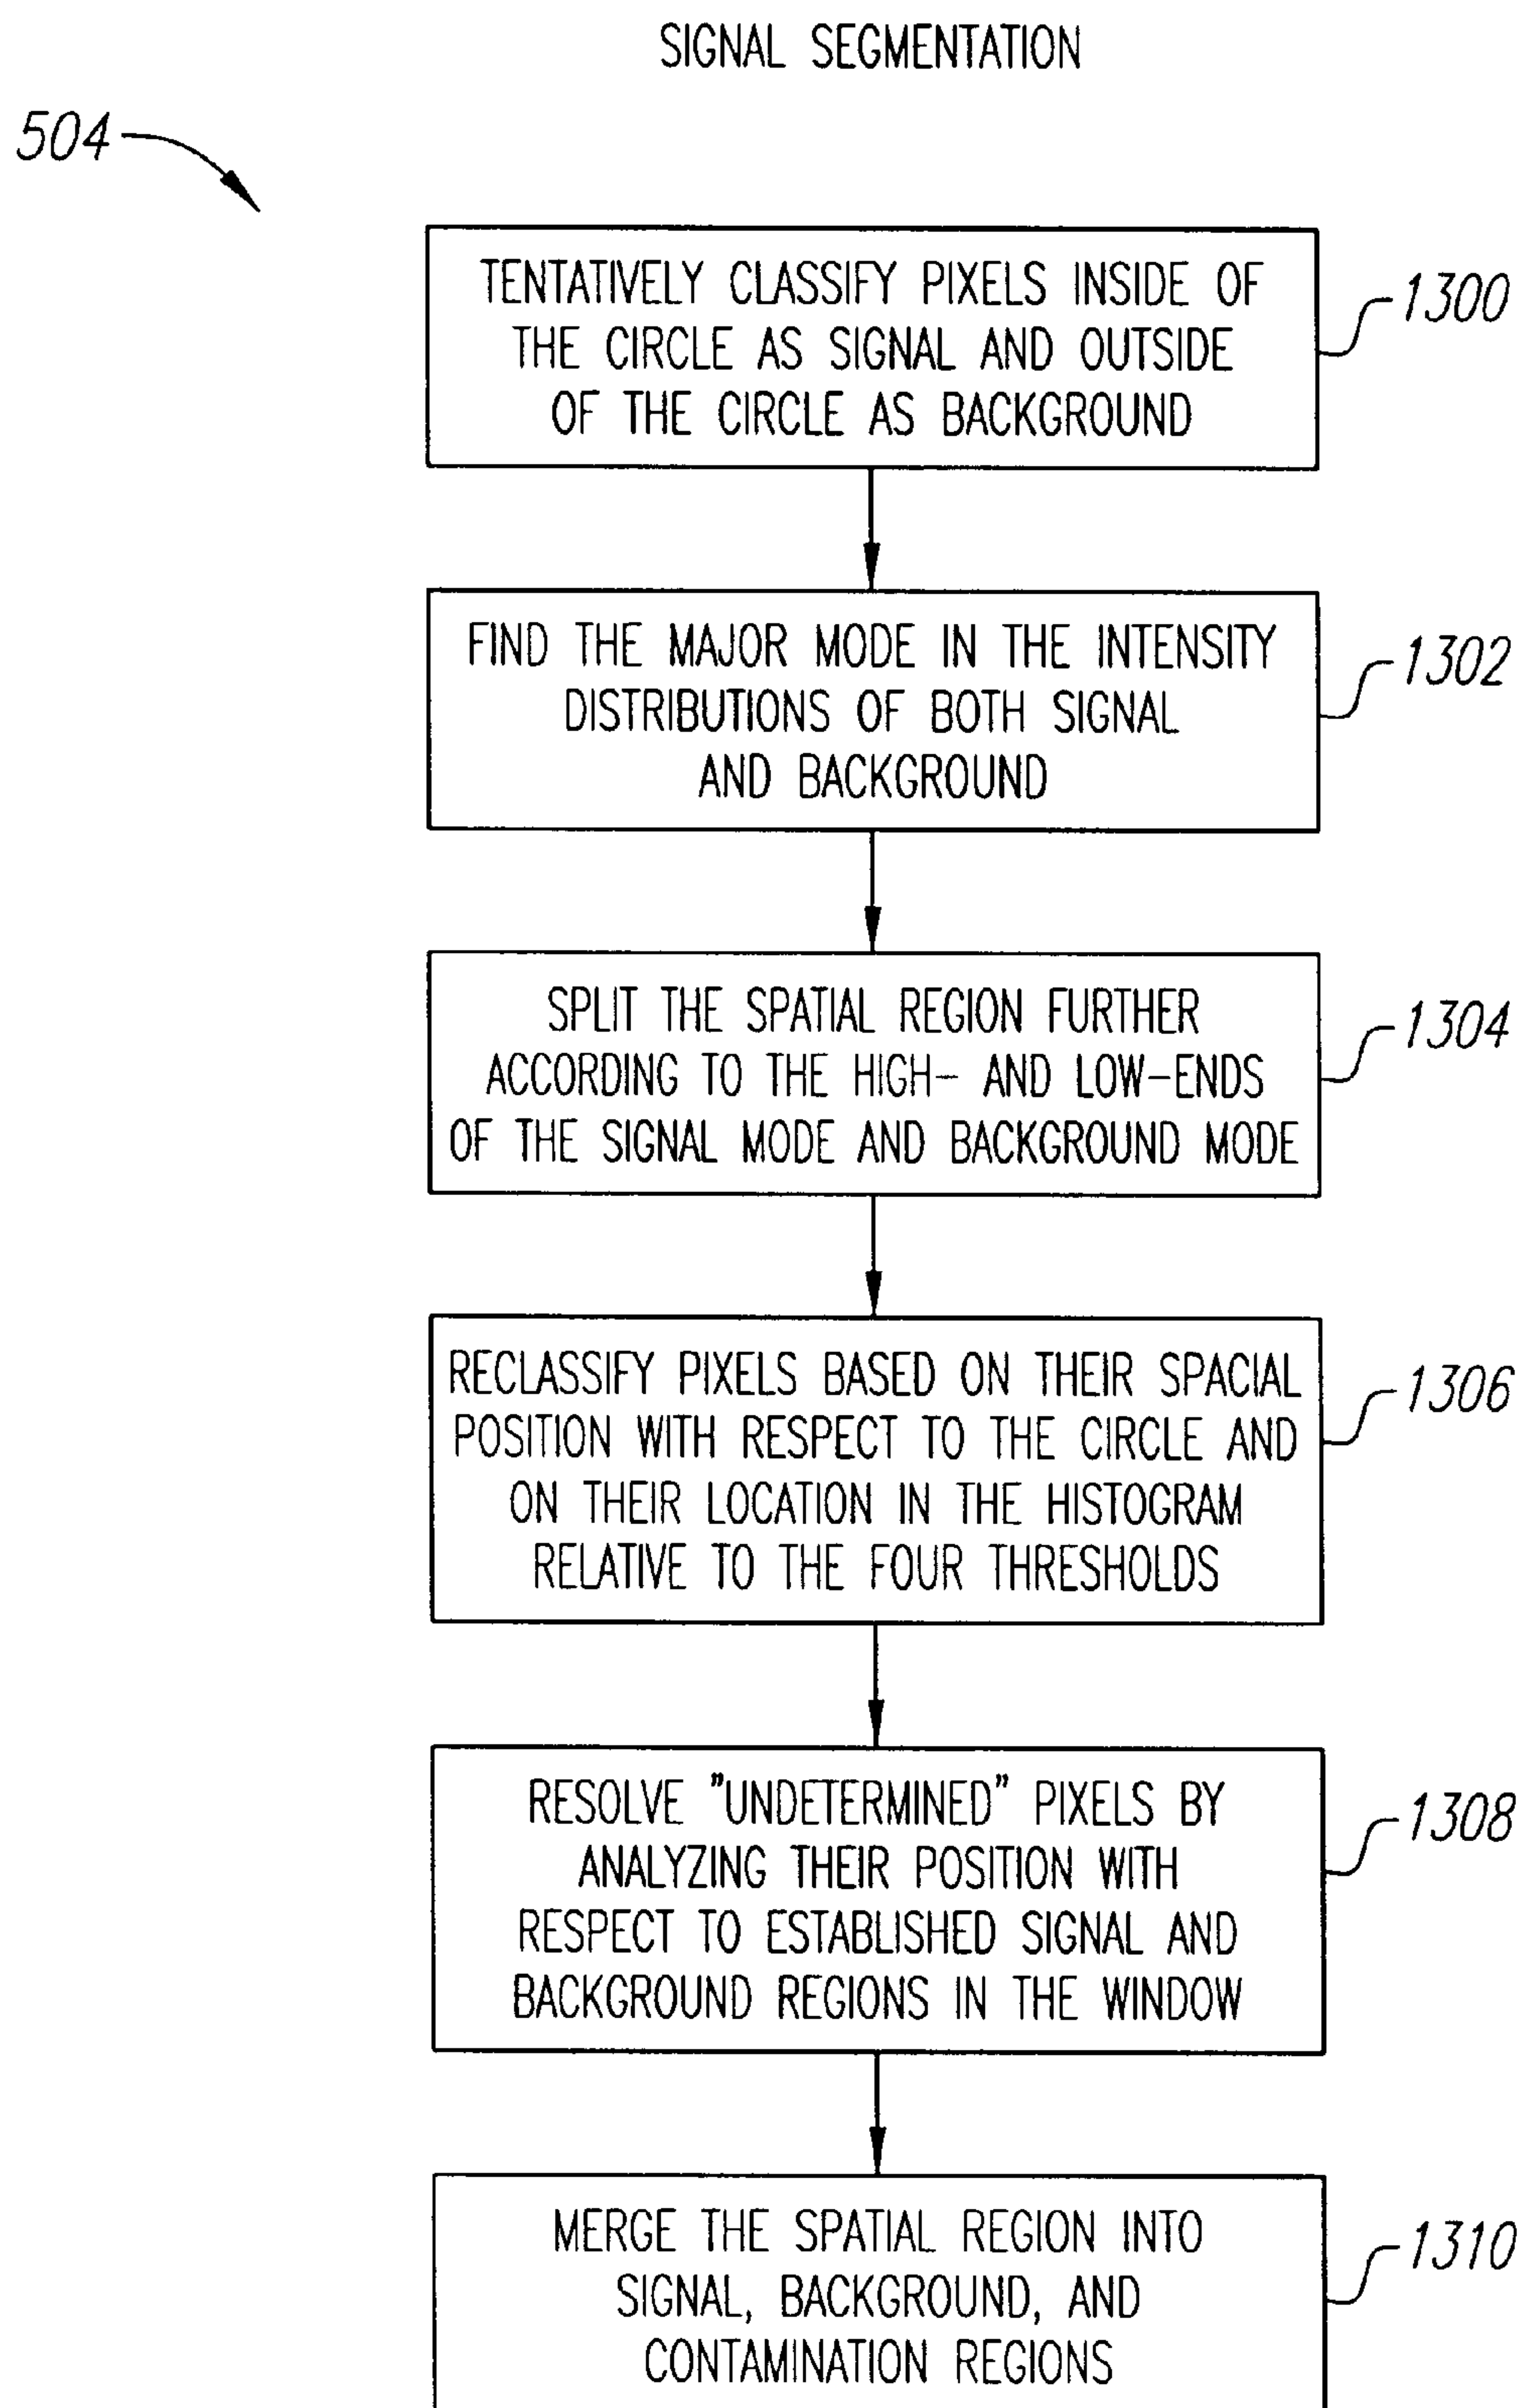 SIGNAL SEGMENTATION
504
TENTATIVELY CLASSIFY PIXELS INSIDE OF
THE CIRCLE AS SIGNAL AND OUTSIDE
OF THE CIRCLE AS BACKGROUND
1300
FIND THE MAJOR MODE IN THE INTENSITY
DISTRIBUTIONS OF BOTH SIGNAL
AND BACKGROUND
1302
SPLIT THE SPATIAL REGION FURTHER
ACCORDING TO THE HIGH- AND LOW-ENDS
OF THE SIGNAL MODE AND BACKGROUND MODE
1304
RECLASSIFY PIXELS BASED ON THEIR SPACIAL
POSITION WITH RESPECT TO THE CIRCLE AND
ON THEIR LOCATION IN THE HISTOGRAM
RELATIVE TO THE FOUR THRESHOLDS
1306
RESOLVE "UNDETERMINED" PIXELS BY
ANALYZING THEIR POSITION WITH
RESPECT TO ESTABLISHED SIGNAL AND
BACKGROUND REGIONS IN THE WINDOW
1308
MERGE THE SPATIAL REGION INTO
SIGNAL, BACKGROUND, AND
CONTAMINATION REGIONS
1310